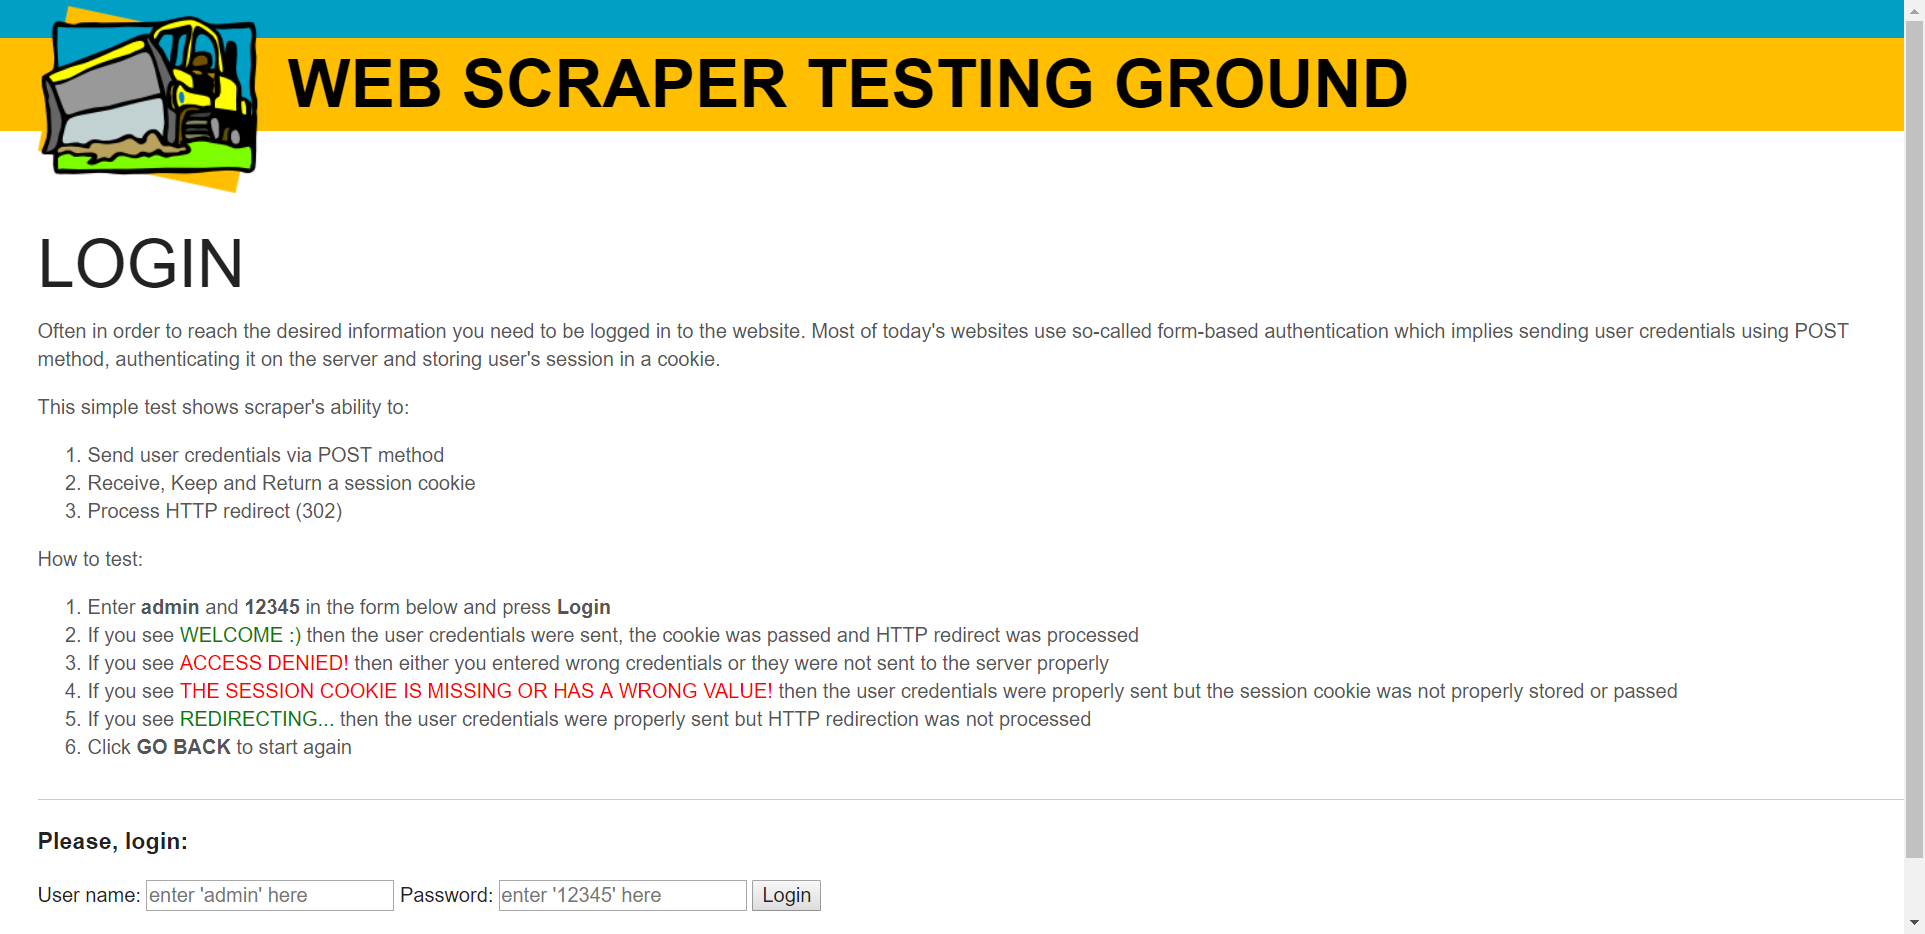 WEB SCRAPER TESTING GROUND
LOGIN
Often in order to reach the desired information you need to be logged in to the website. Most of today's websites use so-called form-based authentication which implies sending user credentials using POST
method, authenticating it on the server and storing user's session in a cookie.
This simple test shows scraper's ability to:
1. Send user credentials via POST method
2. Receive, Keep and Return a session cookie
3. Process HTTP redirect (302)
How to test:
1. Enter admin and 12345 in the form below and press Login
2. If you see WELCOME :) then the user credentials were sent, the cookie was passed and HTTP redirect was processed
3. If you see ACCESS DENIED! then either you entered wrong credentials or they were not sent to the server properly
4. If you see THE SESSION COOKIE IS MISSING OR HAS A WRONG VALUE! then the user credentials were properly sent but the session cookie was not properly stored or passed
5. If you see REDIRECTING... then the user credentials were properly sent but HTTP redirection was not processed
6. Click GO BACK to start again
Please, login:
User name: enter 'admin' here Password: enter '12345' here Login